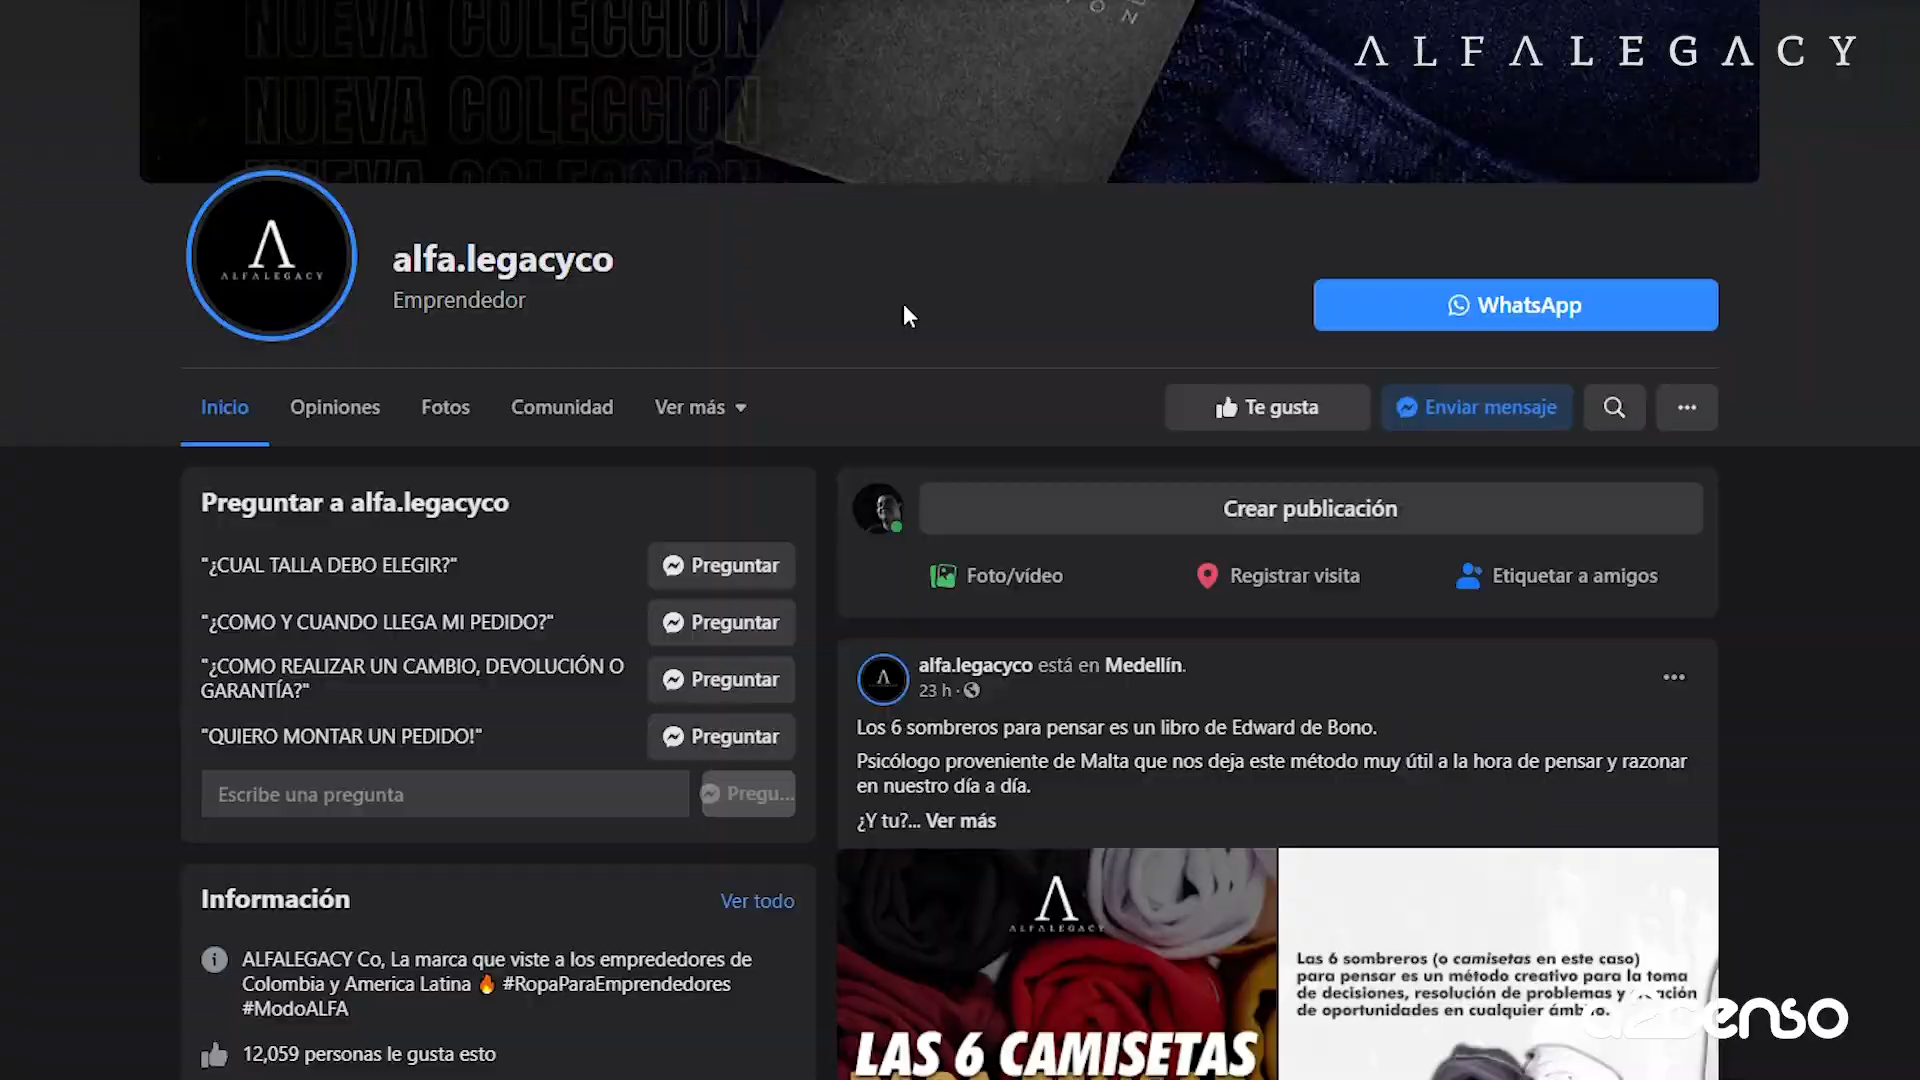 NUEVA COLECCIÓN
ALFALEGACY
NUEVA COLECCIÓN
NUEVA COLECCIÓN
ALFALEGACY
alfa.legacyco
Emprendedor
WhatsApp
Inicio
Opiniones
Fotos
Comunidad
Ver más
Te gusta
Enviar mensaje
Preguntar a alfa.legacyco
"¿CUAL TALLA DEBO ELEGIR?"
Preguntar
"¿COMO Y CUANDO LLEGA MI PEDIDO?"
Preguntar
"¿COMO REALIZAR UN CAMBIO, DEVOLUCIÓN O
GARANTÍA?"
Preguntar
"QUIERO MONTAR UN PEDIDO!"
Preguntar
Escribe una pregunta
Pregu...
Información
Ver todo
ALFALEGACY Co, La marca que viste a los emprededores de
Colombia y America Latina 🔥 #RopaParaEmprendedores
#ModoALFA
12,059 personas le gusta esto
Crear publicación
Foto/vídeo
Registrar visita
Etiquetar a amigos
alfa.legacyco está en Medellín.
23 h ·
Los 6 sombreros para pensar es un libro de Edward de Bono.
Psicólogo proveniente de Malta que nos deja este método muy útil a la hora de pensar y razonar
en nuestro día a día.
¿Y tu?... Ver más
ALFALEGACY
LAS 6 CAMISETAS
Las 6 sombreros (o camisetas en este caso)
para pensar es un método creativo para la toma
de decisiones, resolución de problemas y
de oportunidades en cualquier
a2censo